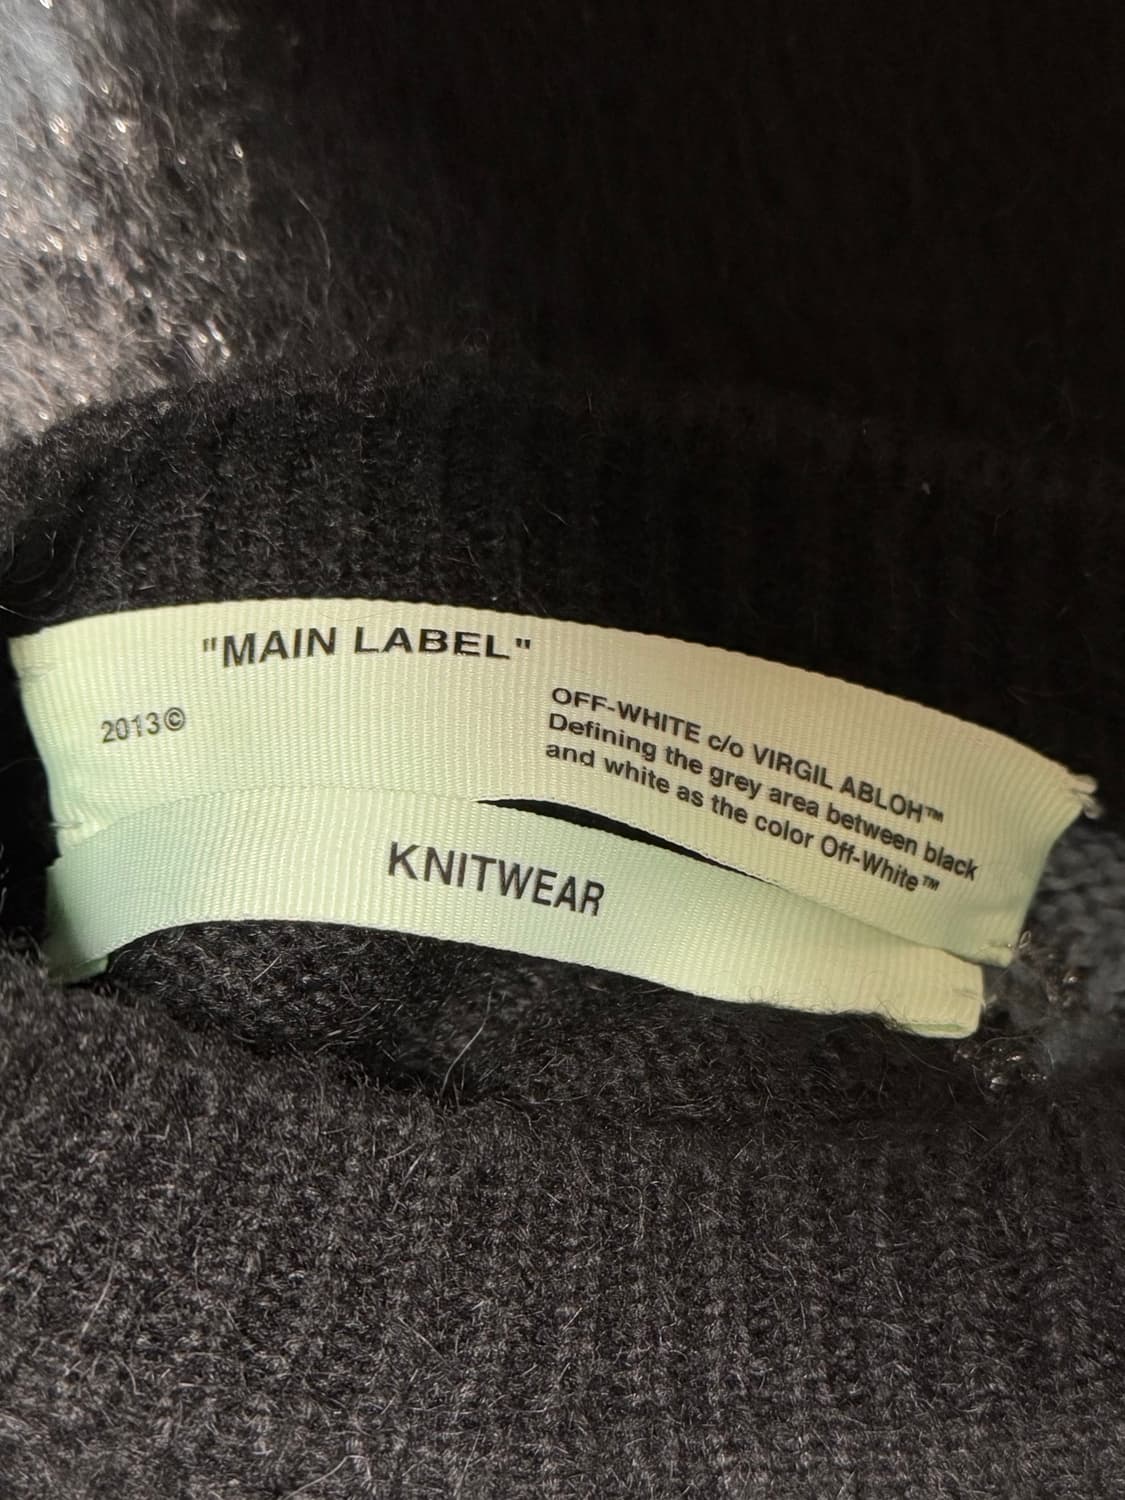 "MAIN LABEL"
2013©
OFF-WHITE c/o VIRGIL ABLOH™
Defining the grey area between black
and white as the color Off-White™
KNITWEAR